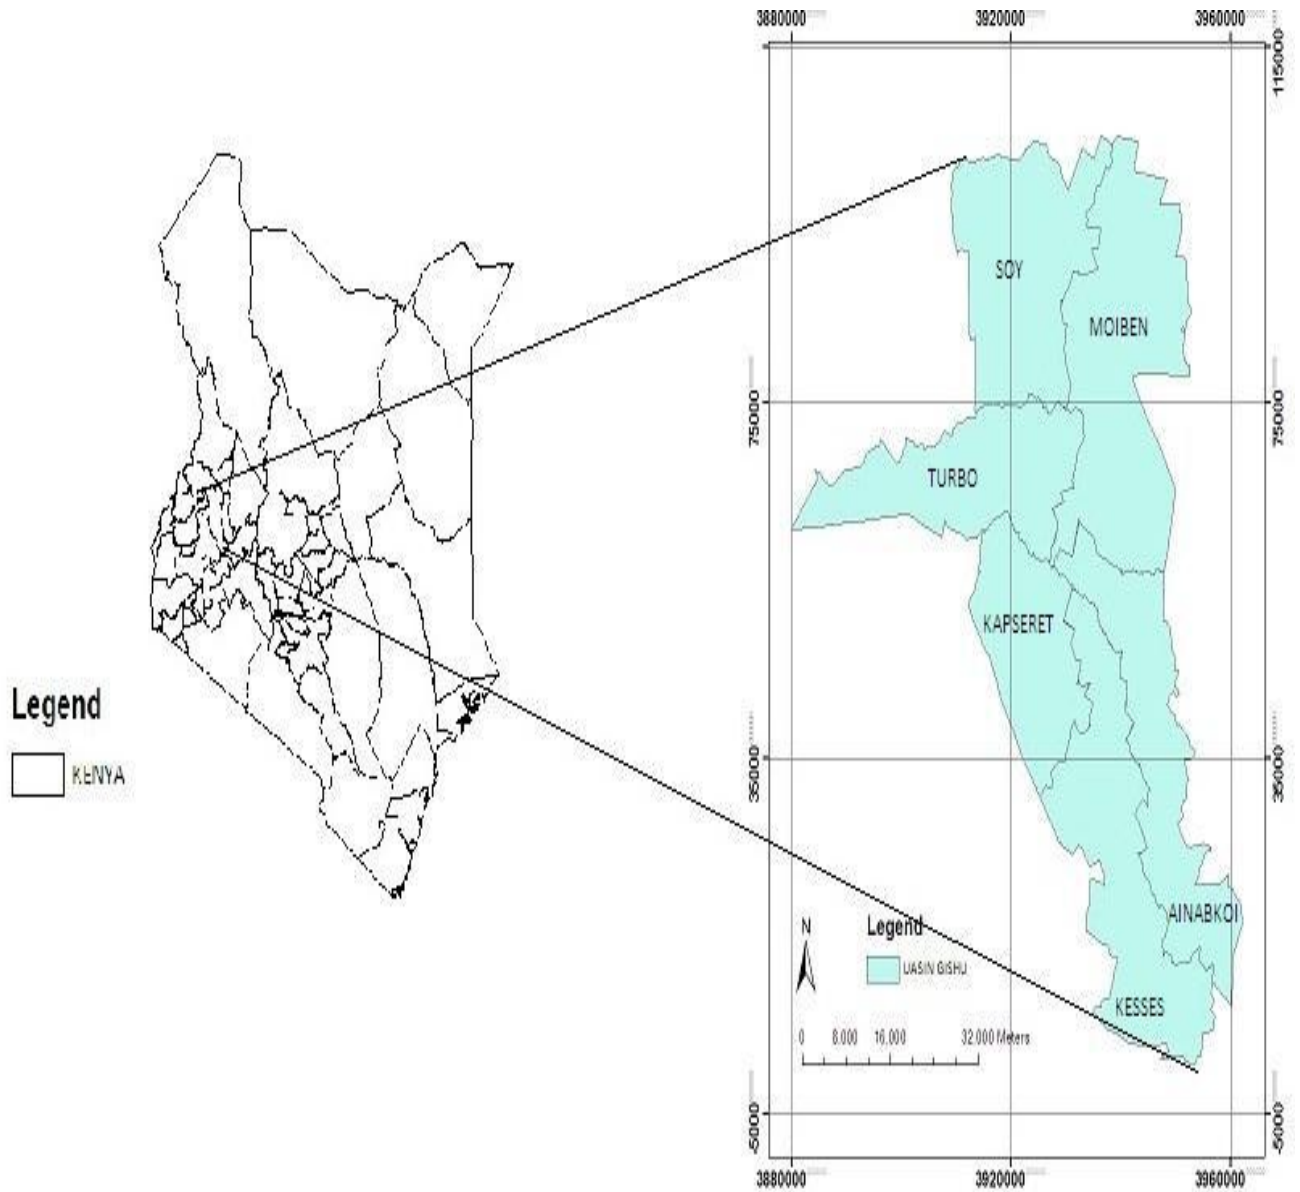 3880000 3920000 3960000
115000
SOY
MOIBEN
75000 75000
TURBO
KAPSERET
Legend
KENYA
35000 35000
AINABKOI
N
Legend
UASIN GISHU
KESSES
0 8,000 16,000 32,000 Meters
-5000 -5000
3880000 3920000 3960000